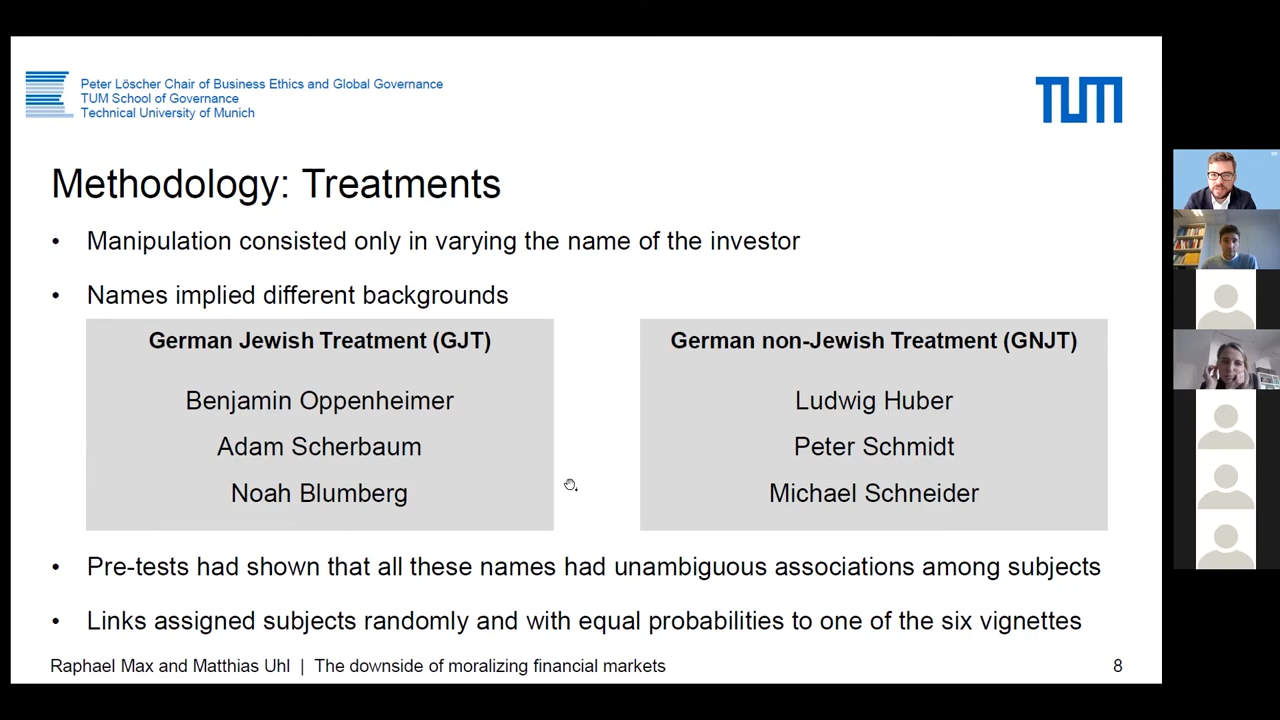 Peter Löscher Chair of Business Ethics and Global Governance
TUM School of Governance
Technical University of Munich
TUM
Methodology: Treatments
• Manipulation consisted only in varying the name of the investor
• Names implied different backgrounds
German Jewish Treatment (GJT)
Benjamin Oppenheimer
Adam Scherbaum
Noah Blumberg
German non-Jewish Treatment (GNJT)
Ludwig Huber
Peter Schmidt
Michael Schneider
• Pre-tests had shown that all these names had unambiguous associations among subjects
• Links assigned subjects randomly and with equal probabilities to one of the six vignettes
Raphael Max and Matthias Uhl | The downside of moralizing financial markets
8